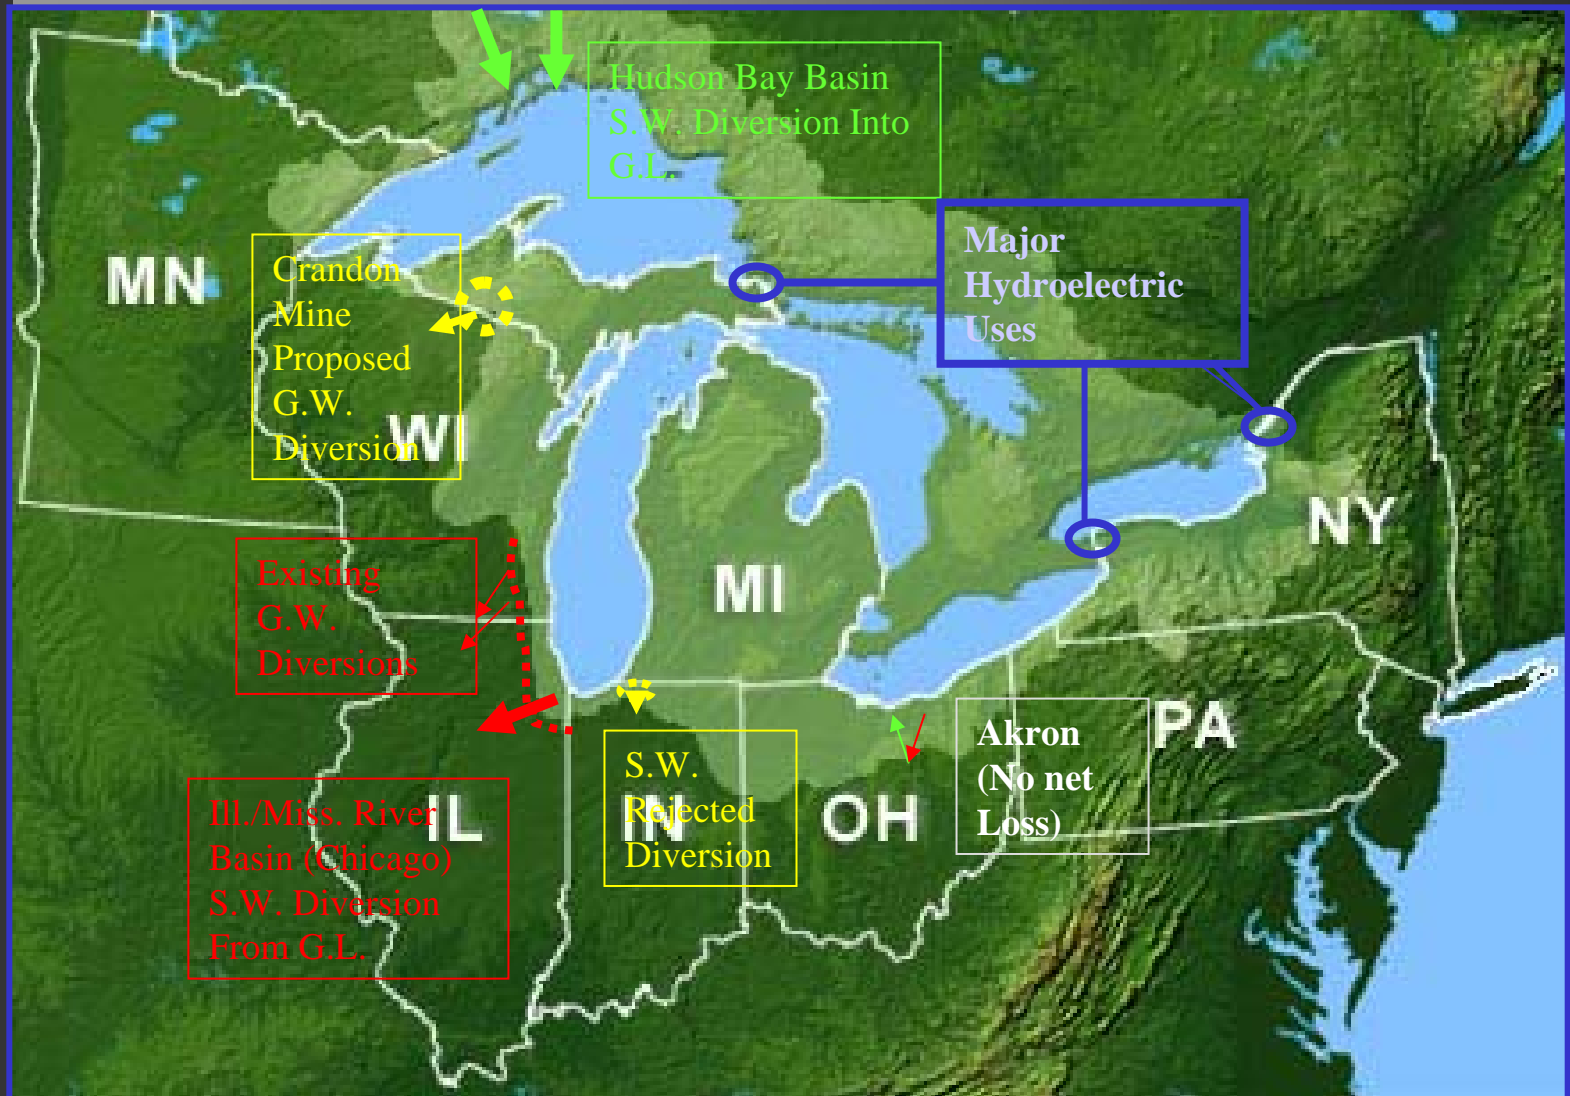 Hudson Bay Basin
S.W. Diversion Into
G.L.
Major
Hydroelectric
Uses
MN
Crandon
Mine
Proposed
G.W.
Diversion
WI
NY
Existing
G.W.
Diversions
MI
PA
Akron
(No net
Loss)
S.W.
Rejected
Diversion
IN
OH
IL
Ill./Miss. River
Basin (Chicago)
S.W. Diversion
From G.L.